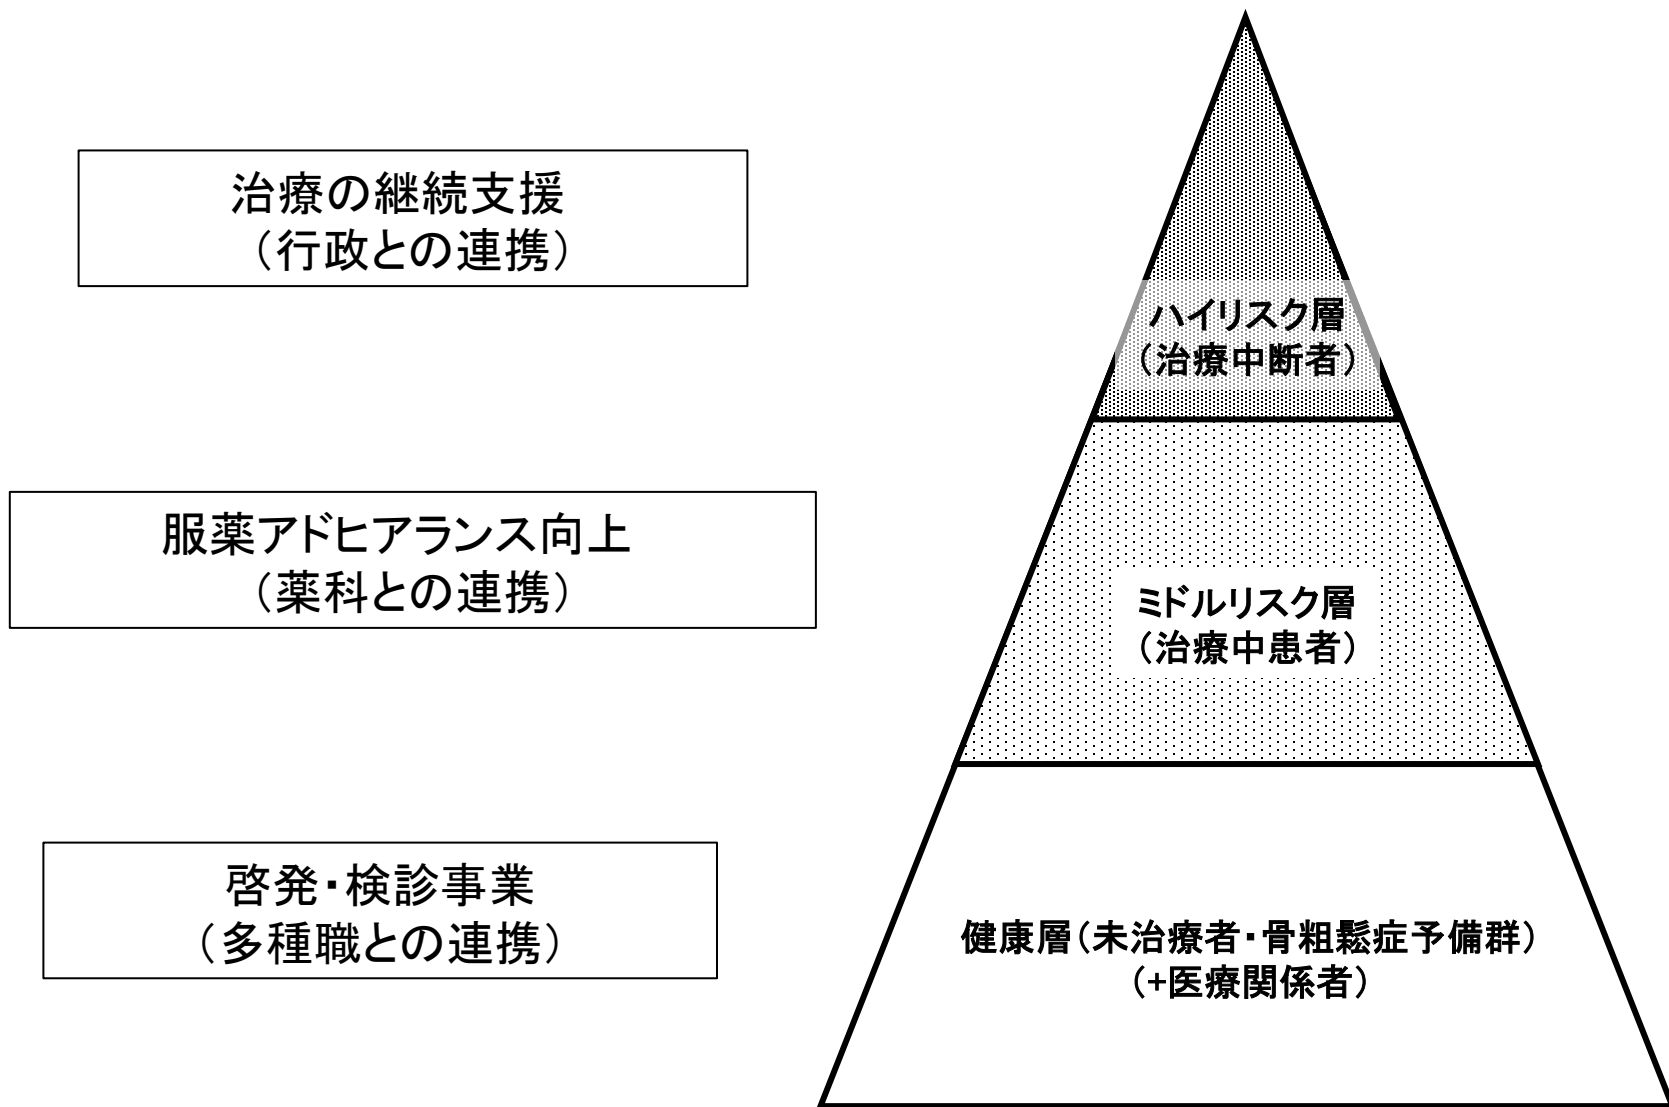 治療の継続支援
（行政との連携）
ハイリスク層
（治療中断者）
服薬アドヒアランス向上
（薬科との連携）
ミドルリスク層
（治療中患者）
啓発・検診事業
（多種職との連携）
健康層（未治療者・骨粗鬆症予備群）
（+医療関係者）